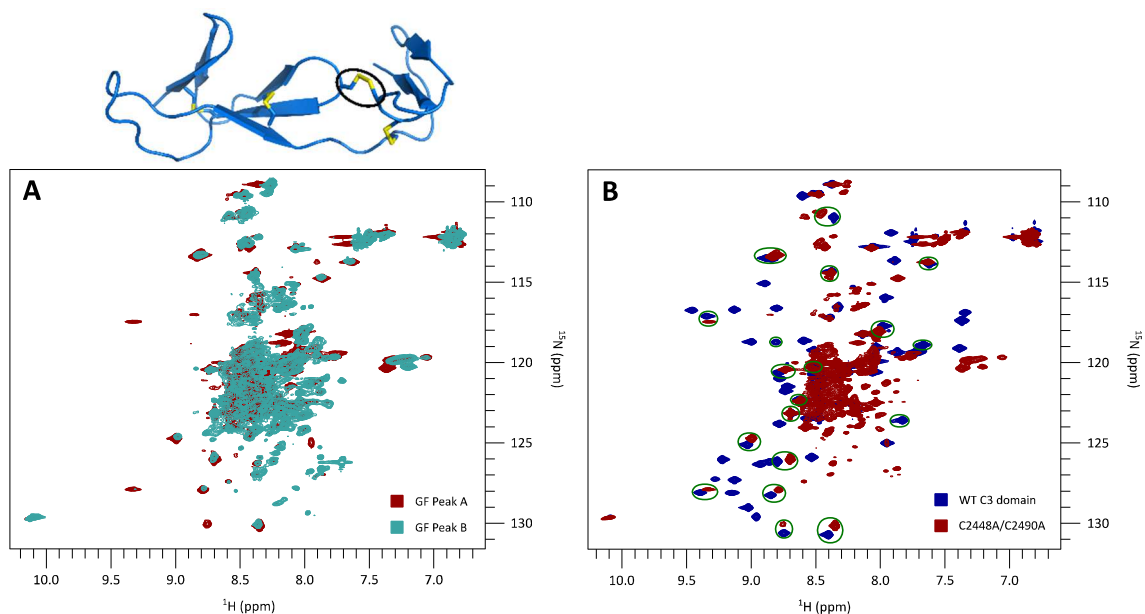 A
B
110
115
120
125
130
15N (ppm)
GF Peak A
GF Peak B
10.0 9.5 9.0 8.5 8.0 7.5 7.0
1H (ppm)
110
115
120
125
130
15N (ppm)
WT C3 domain
C2448A/C2490A
10.0 9.5 9.0 8.5 8.0 7.5 7.0
1H (ppm)